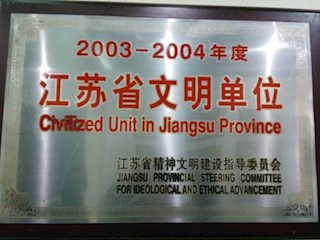 2003-2004年度
江苏省文明单位
Civilized Unit in Jiangsu Province
江苏省精神文明建设指导委员会
JIANGSU PROVINCIAL STEERING COMMITTEE
FOR IDEOLOGICAL AND ETHICAL ADVANCEMENT